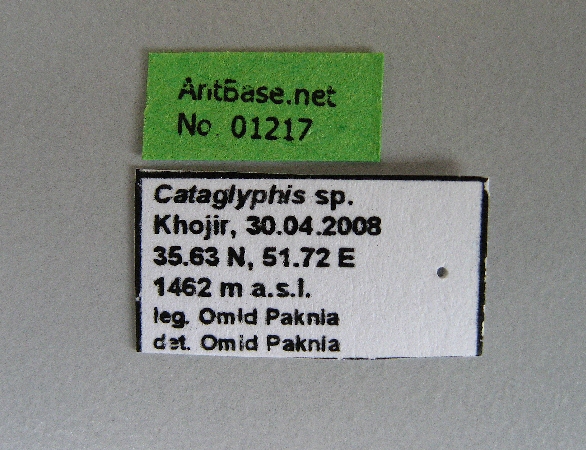 AntBase.net
No. 01217
Cataglyphis sp.
Khojir, 30.04.2008
35.63 N, 51.72 E
1462 m a.s.l.
leg. Omid Paknia
det. Omid Paknia